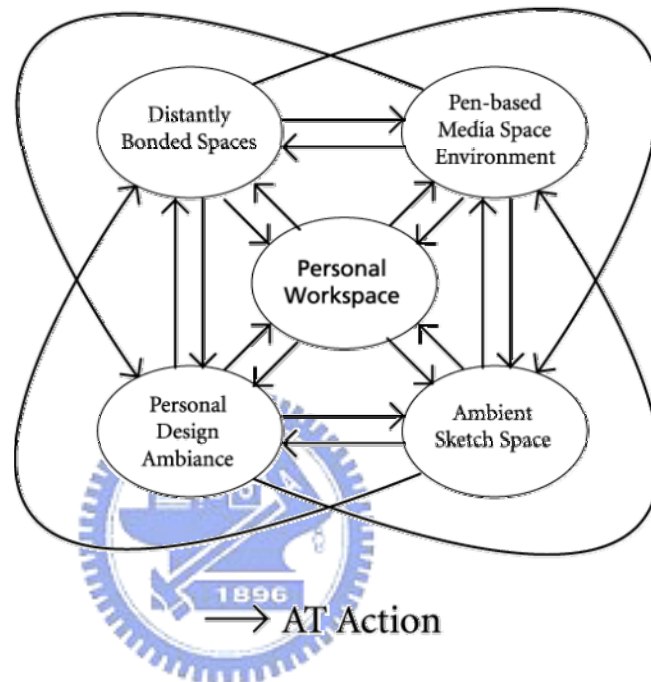 Distantly
Bonded Spaces
Pen-based
Media Space
Environment
Personal
Workspace
Personal
Design
Ambiance
Ambient
Sketch Space
1896
AT Action